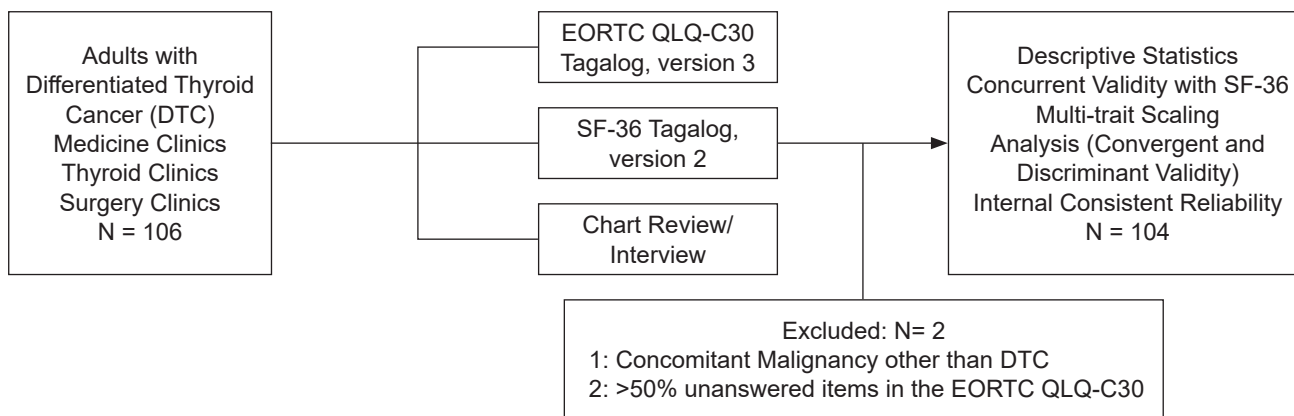 Adults with
Differentiated Thyroid
Cancer (DTC)
Medicine Clinics
Thyroid Clinics
Surgery Clinics
N = 106
EORTC QLQ-C30
Tagalog, version 3
SF-36 Tagalog,
version 2
Chart Review/
Interview
Excluded: N= 2
1: Concomitant Malignancy other than DTC
2: >50% unanswered items in the EORTC QLQ-C30
Descriptive Statistics
Concurrent Validity with SF-36
Multi-trait Scaling
Analysis (Convergent and
Discriminant Validity)
Internal Consistent Reliability
N = 104